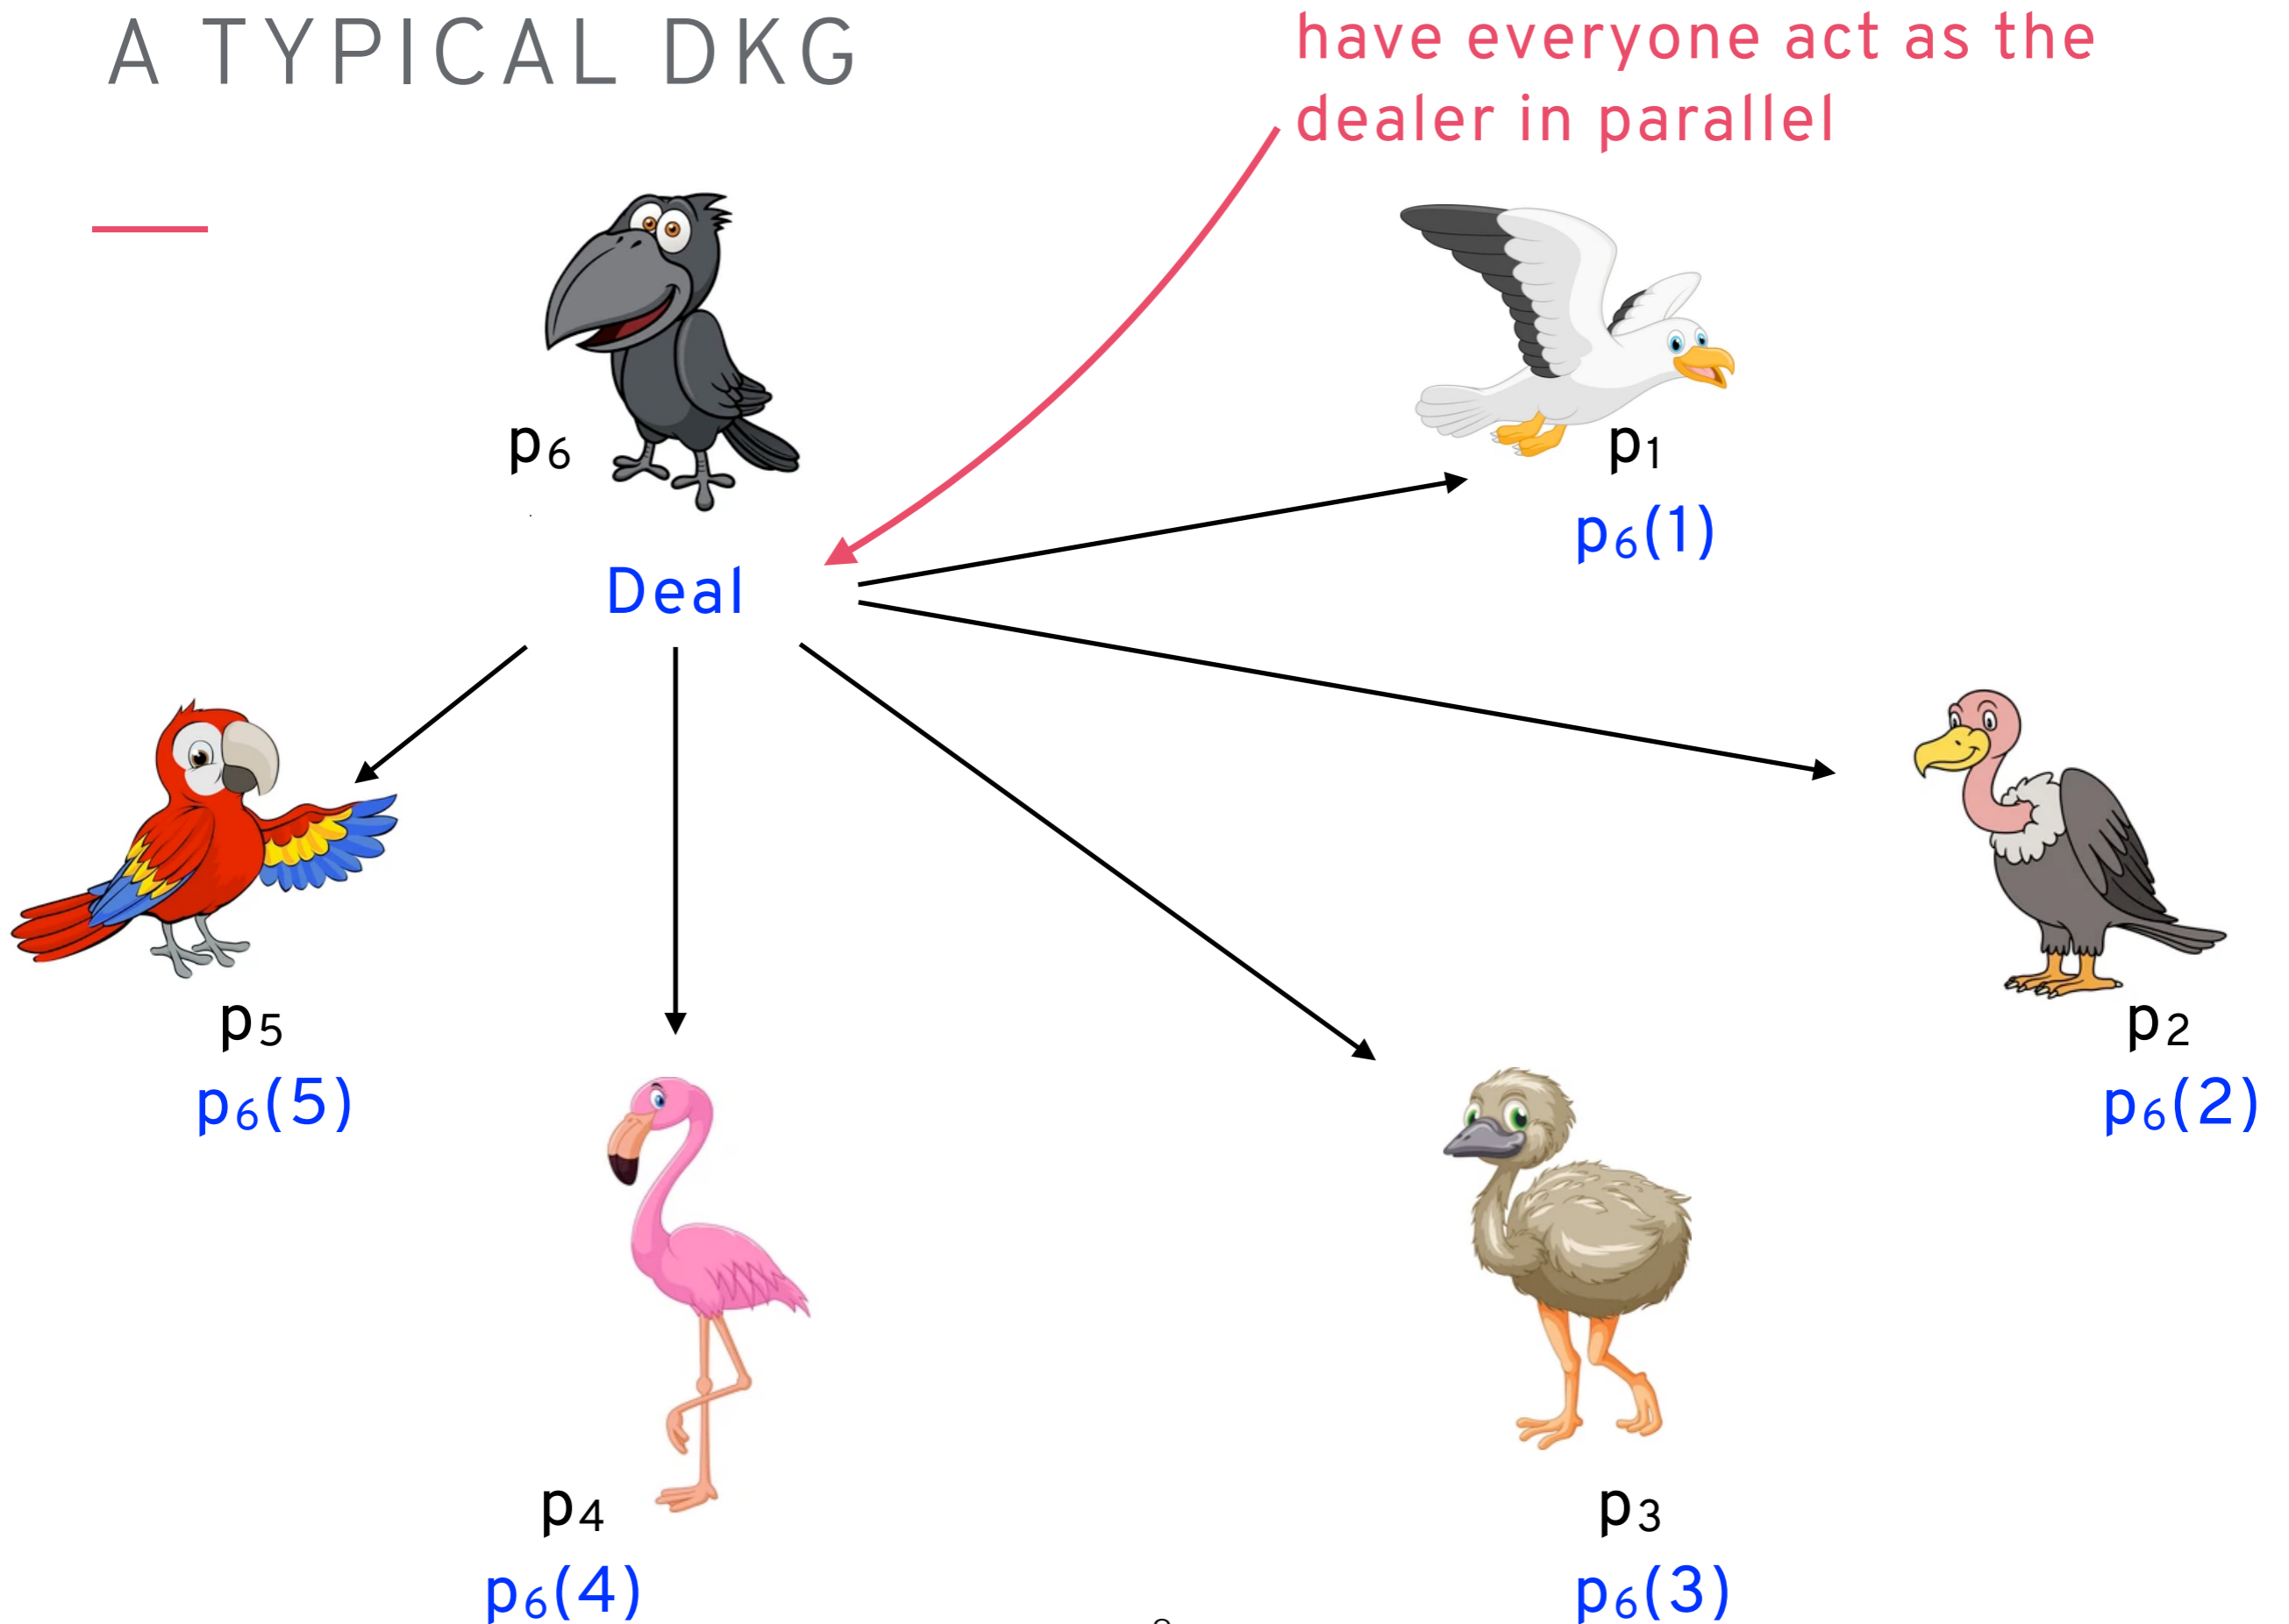 A TYPICAL DKG
have everyone act as the
dealer in parallel
p₆
p₁
p₆(1)
Deal
p₅
p₆(5)
p₂
p₆(2)
p₄
p₆(4)
p₃
p₆(3)